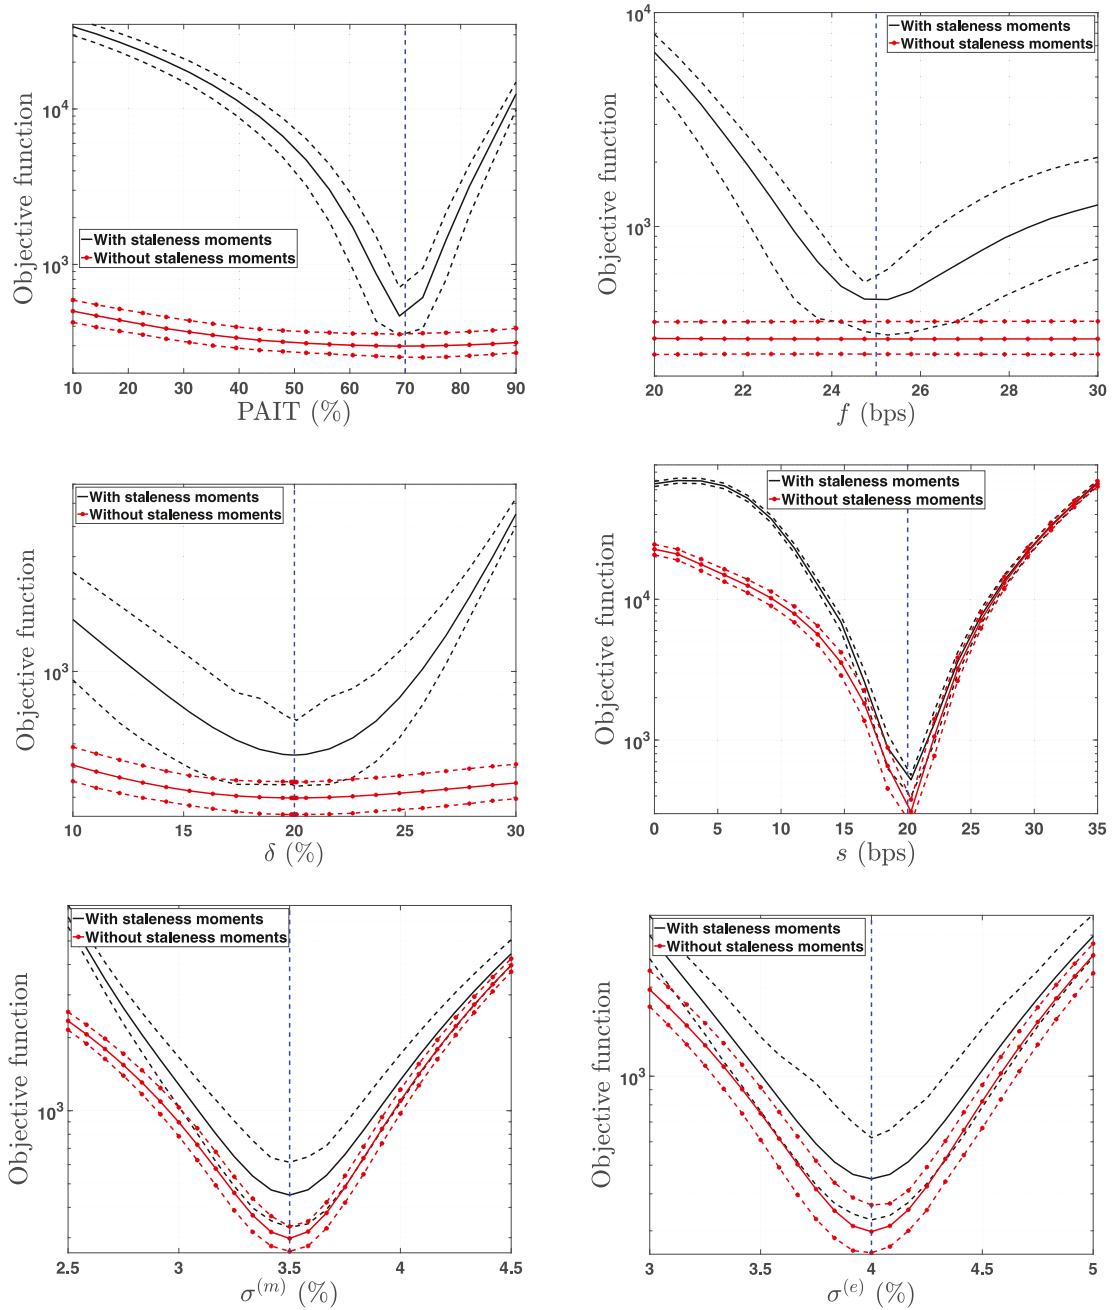 Objective function
10^4
10^3
With staleness moments
Without staleness moments
10 20 30 40 50 60 70 80 90
PAIT (%)
Objective function
10^4
10^3
With staleness moments
Without staleness moments
20 22 24 26 28 30
f (bps)
Objective function
10^3
With staleness moments
Without staleness moments
10 15 20 25 30
δ (%)
Objective function
10^4
10^3
With staleness moments
Without staleness moments
0 5 10 15 20 25 30 35
s (bps)
Objective function
10^3
With staleness moments
Without staleness moments
2.5 3 3.5 4 4.5
σ^(m) (%)
Objective function
10^3
With staleness moments
Without staleness moments
3 3.5 4 4.5 5
σ^(e) (%)